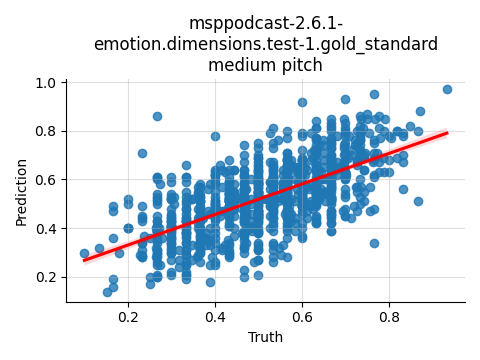 msppodcast-2.6.1-
emotion.dimensions.test-1.gold_standard
medium pitch
1.0
0.8
0.6
0.4
0.2
Prediction
0.2 0.4 0.6 0.8
Truth